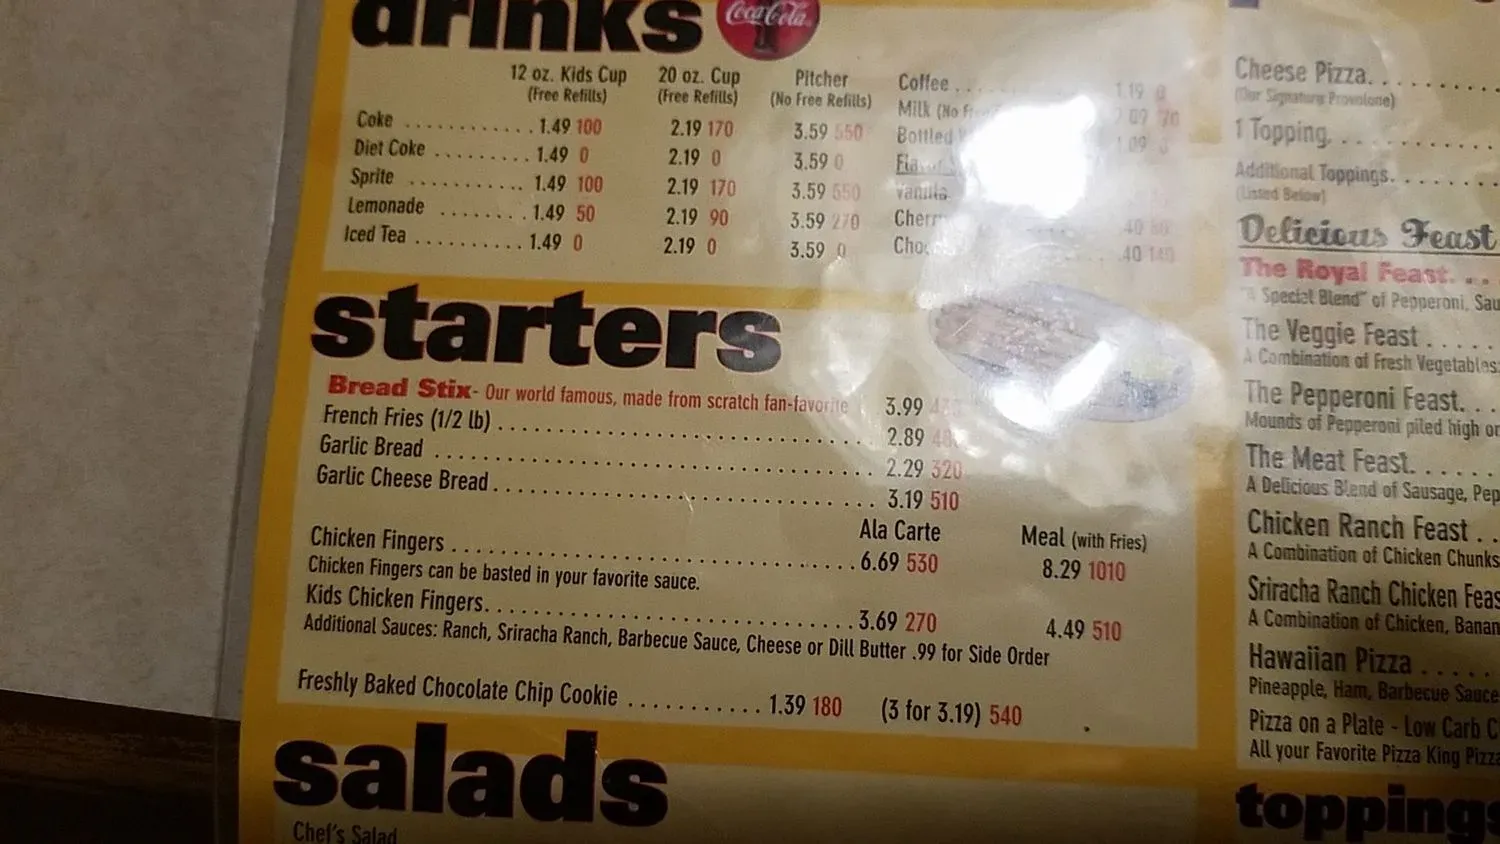 drinks
Coca-Cola
12 oz. Kids Cup 20 oz. Cup Pitcher
(Free Refills) (Free Refills) (No Free Refills)
Coke ............ 1.49 100 2.19 170 3.59 550
Diet Coke ......... 1.49 0 2.19 0 3.59 0
Sprite ........... 1.49 100 2.19 170 3.59 550
Lemonade ........ 1.49 50 2.19 90 3.59 270
Iced Tea .......... 1.49 0 2.19 0 3.59 0
Coffee .. 1.19 0
Milk (No
Bottled 1.09
Vanilla
.40
.40 140
starters
Bread Stix- Our world famous, made from scratch fan-favorite 3.99
French Fries (1/2 lb) ........ 2.89
Garlic Bread ........ 2.29 320
Garlic Cheese Bread ........ 3.19 510
Ala Carte Meal (with Fries)
Chicken Fingers ........ 6.69 530 8.29 1010
Chicken Fingers can be basted in your favorite sauce.
Kids Chicken Fingers ........ 3.69 270 4.49 510
Additional Sauces: Ranch, Sriracha Ranch, Barbecue Sauce, Cheese or Dill Butter .99 for Side Order
Freshly Baked Chocolate Chip Cookie .......... 1.39 180 (3 for 3.19) 540
salads
Chef's Salad
Cheese Pizza.......
(Our Signature Provolone)
1 Topping...........
Additional Toppings........
(Listed Below)
Delicious Feast
The Royal Feast...
"A Special Blend" of Pepperoni,
The Veggie Feast .....
A Combination of Fresh Vegetables
The Pepperoni Feast...
Mounds of Pepperoni piled high
The Meat Feast......
A Delicious Blend of Sausage,
Chicken Ranch Feast ..
A Combination of Chicken Chunks
Sriracha Ranch Chicken
A Combination of Chicken,
Hawaiian Pizza .....
Pineapple, Ham, Barbecue Sauce
Pizza on a Plate - Low Carb
All your Favorite Pizza King
toppings